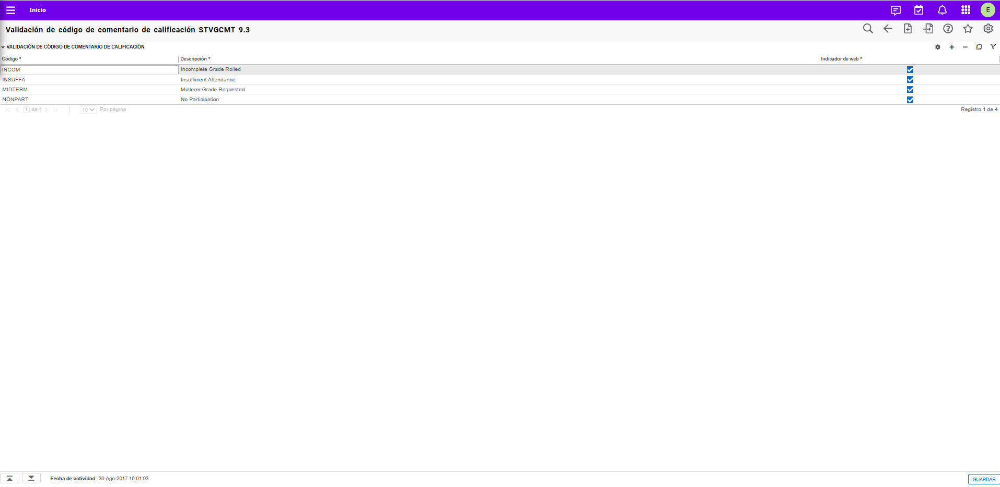 Inicio
E
Validación de código de comentario de calificación STVGCMT 9.3
VALIDACIÓN DE CÓDIGO DE COMENTARIO DE CALIFICACIÓN
Código * Descripción * Indicador de web *
INCOM Incomplete Grade Rolled
INSUFFA Insufficient Attendance
MIDTERM Midterm Grade Requested
NONPART No Participation
1 de 1 10 Por página Registro 1 de 4
Fecha de actividad 30-Ago-2017 15:01:03 GUARDAR